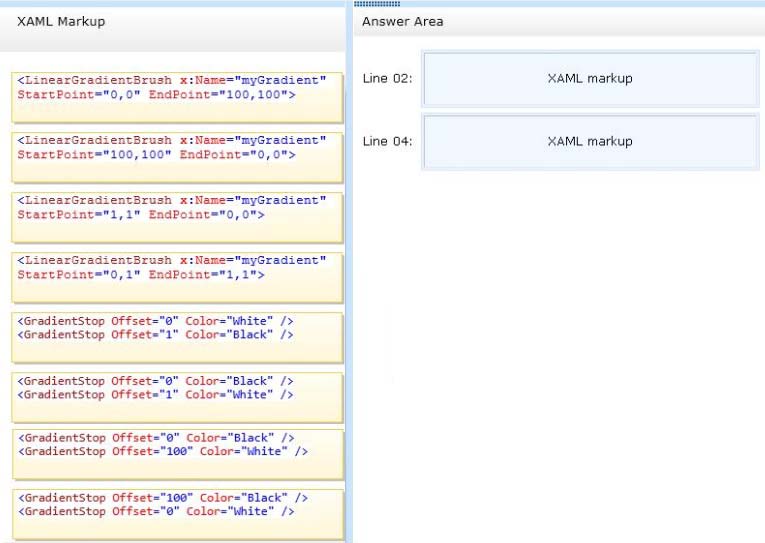 XAML Markup
<LinearGradientBrush x:Name="myGradient"
StartPoint="0,0" EndPoint="100,100">
<LinearGradientBrush x:Name="myGradient"
StartPoint="100,100" EndPoint="0,0">
<LinearGradientBrush x:Name="myGradient"
StartPoint="1,1" EndPoint="0,0">
<LinearGradientBrush x:Name="myGradient"
StartPoint="0,1" EndPoint="1,1">
<GradientStop Offset="0" Color="White" />
<GradientStop Offset="1" Color="Black" />
<GradientStop Offset="0" Color="Black" />
<GradientStop Offset="1" Color="White" />
<GradientStop Offset="0" Color="Black" />
<GradientStop Offset="100" Color="White" />
<GradientStop Offset="100" Color="Black" />
<GradientStop Offset="0" Color="White" />
Answer Area
Line 02: XAML markup
Line 04: XAML markup